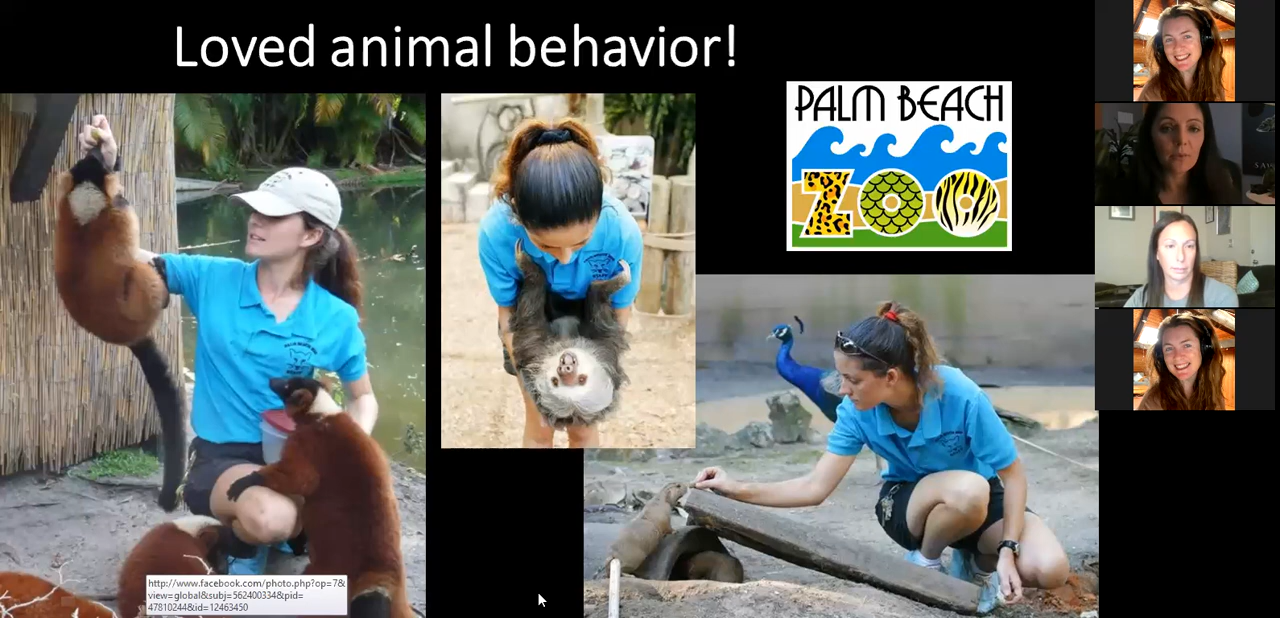 Loved animal behavior!
PALM BEACH
ZOO
http://www.facebook.com/photo.php?op=7&
view=global&subj=562400334&pid=
47810244&id=12463450